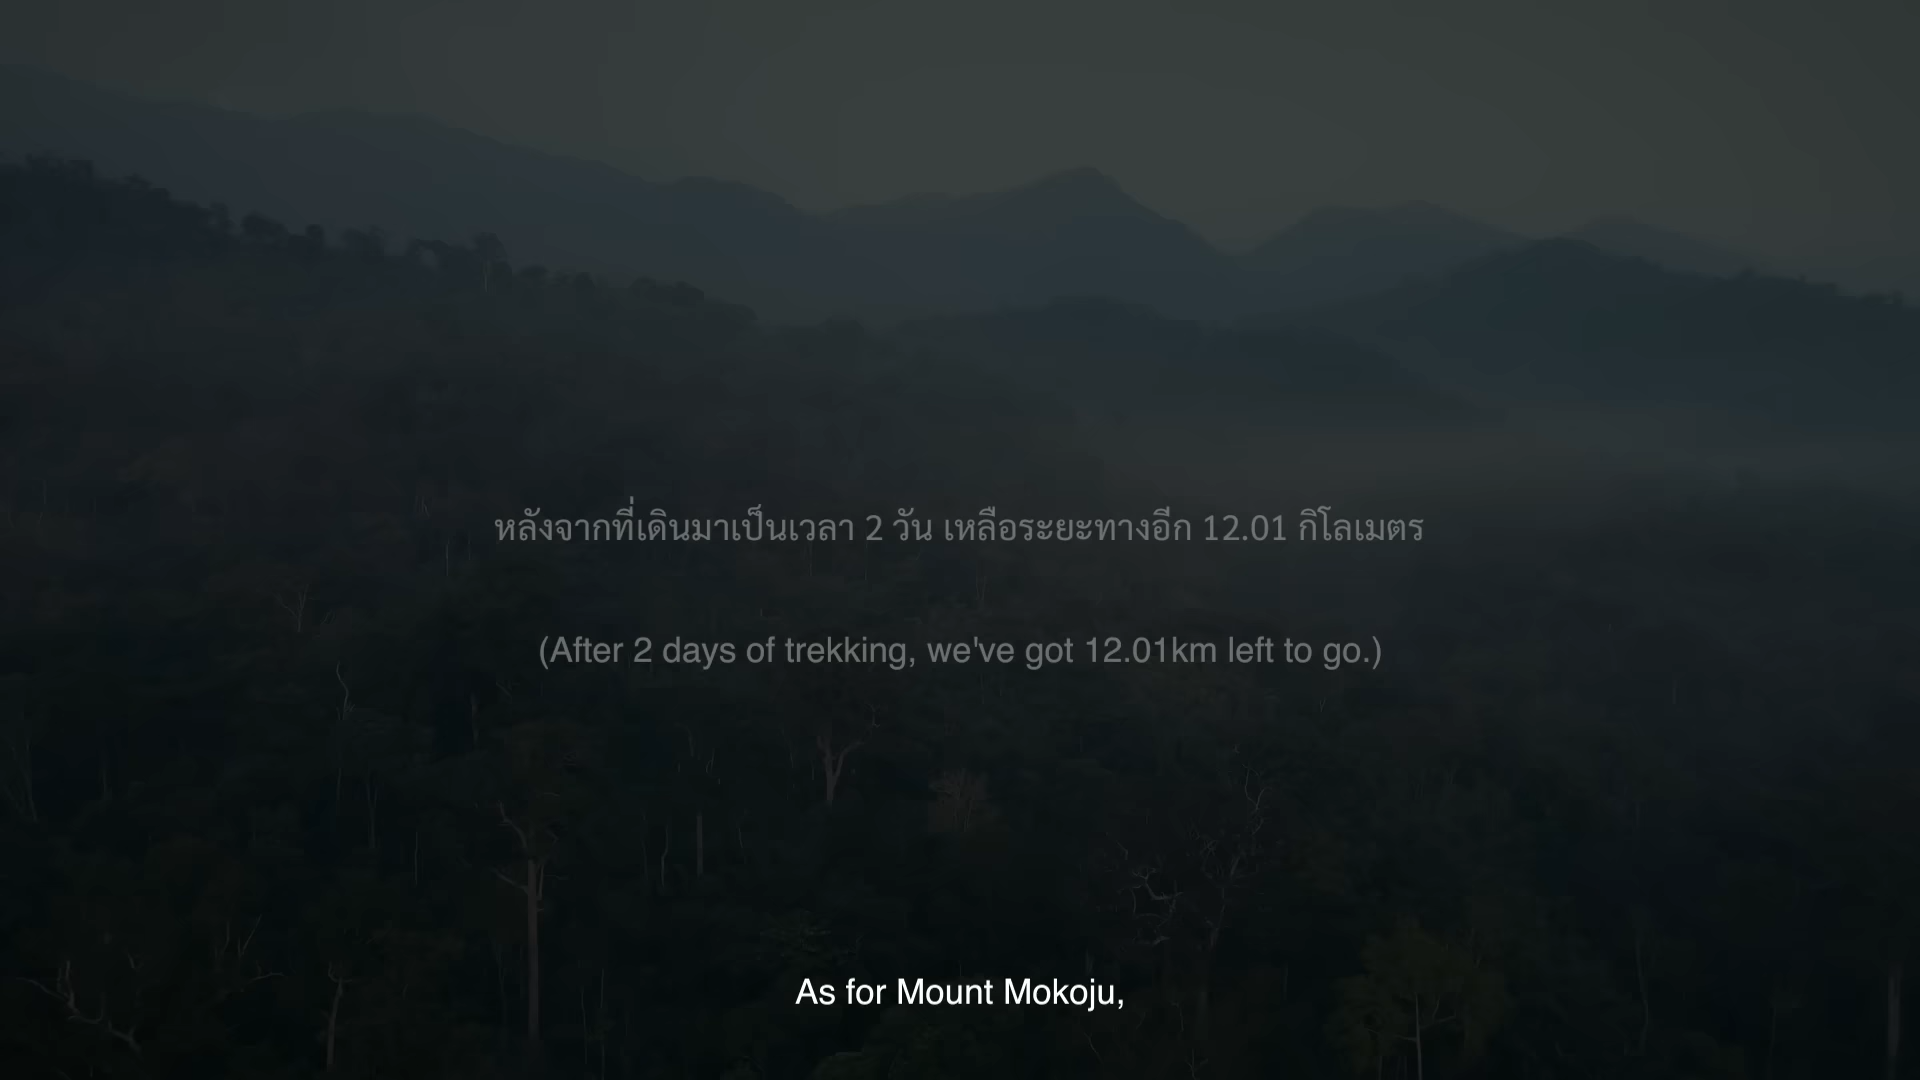 หลังจากที่เดินมาเป็นเวลา 2 วัน เหลือระยะทางอีก 12.01 กิโลเมตร
(After 2 days of trekking, we've got 12.01km left to go.)
As for Mount Mokoju,